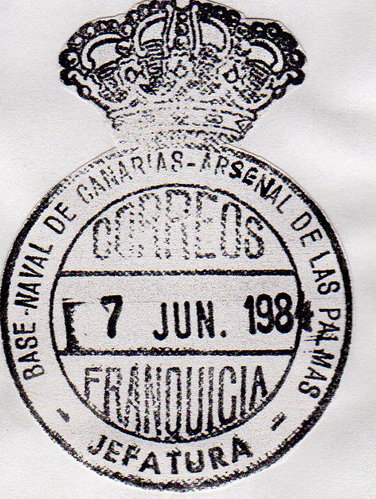 BASE-NAVAL DE CANARIAS-ARSENAL DE LAS PALMAS
CORREOS
7 JUN. 1984
FRANQUICIA
- JEFATURA -